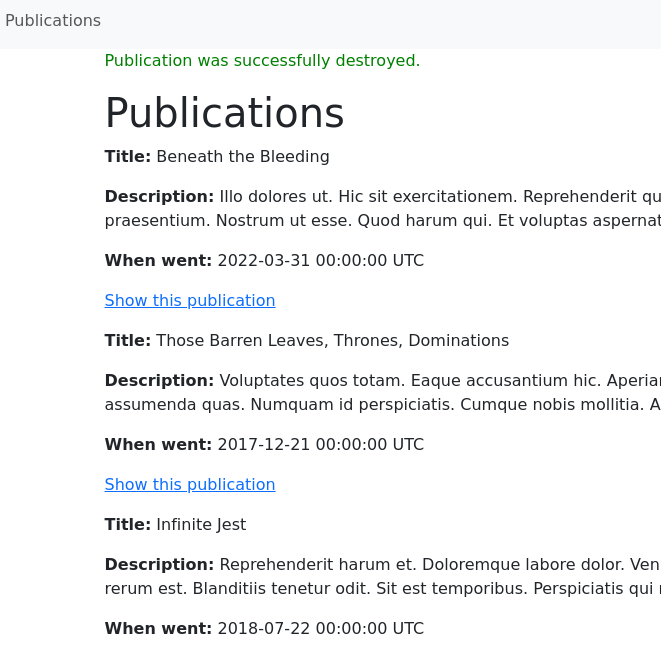 Publications
Publication was successfully destroyed.
Publications
Title: Beneath the Bleeding
Description: Illo dolores ut. Hic sit exercitationem. Reprehenderit
praesentium. Nostrum ut esse. Quod harum qui. Et voluptas
When went: 2022-03-31 00:00:00 UTC
Show this publication
Title: Those Barren Leaves, Thrones, Dominations
Description: Voluptates quos totam. Eaque accusantium hic.
assumenda quas. Numquam id perspiciatis. Cumque nobis mollitia.
When went: 2017-12-21 00:00:00 UTC
Show this publication
Title: Infinite Jest
Description: Reprehenderit harum et. Doloremque labore dolor.
rerum est. Blanditiis tenetur odit. Sit est temporibus. Perspiciatis qui
When went: 2018-07-22 00:00:00 UTC